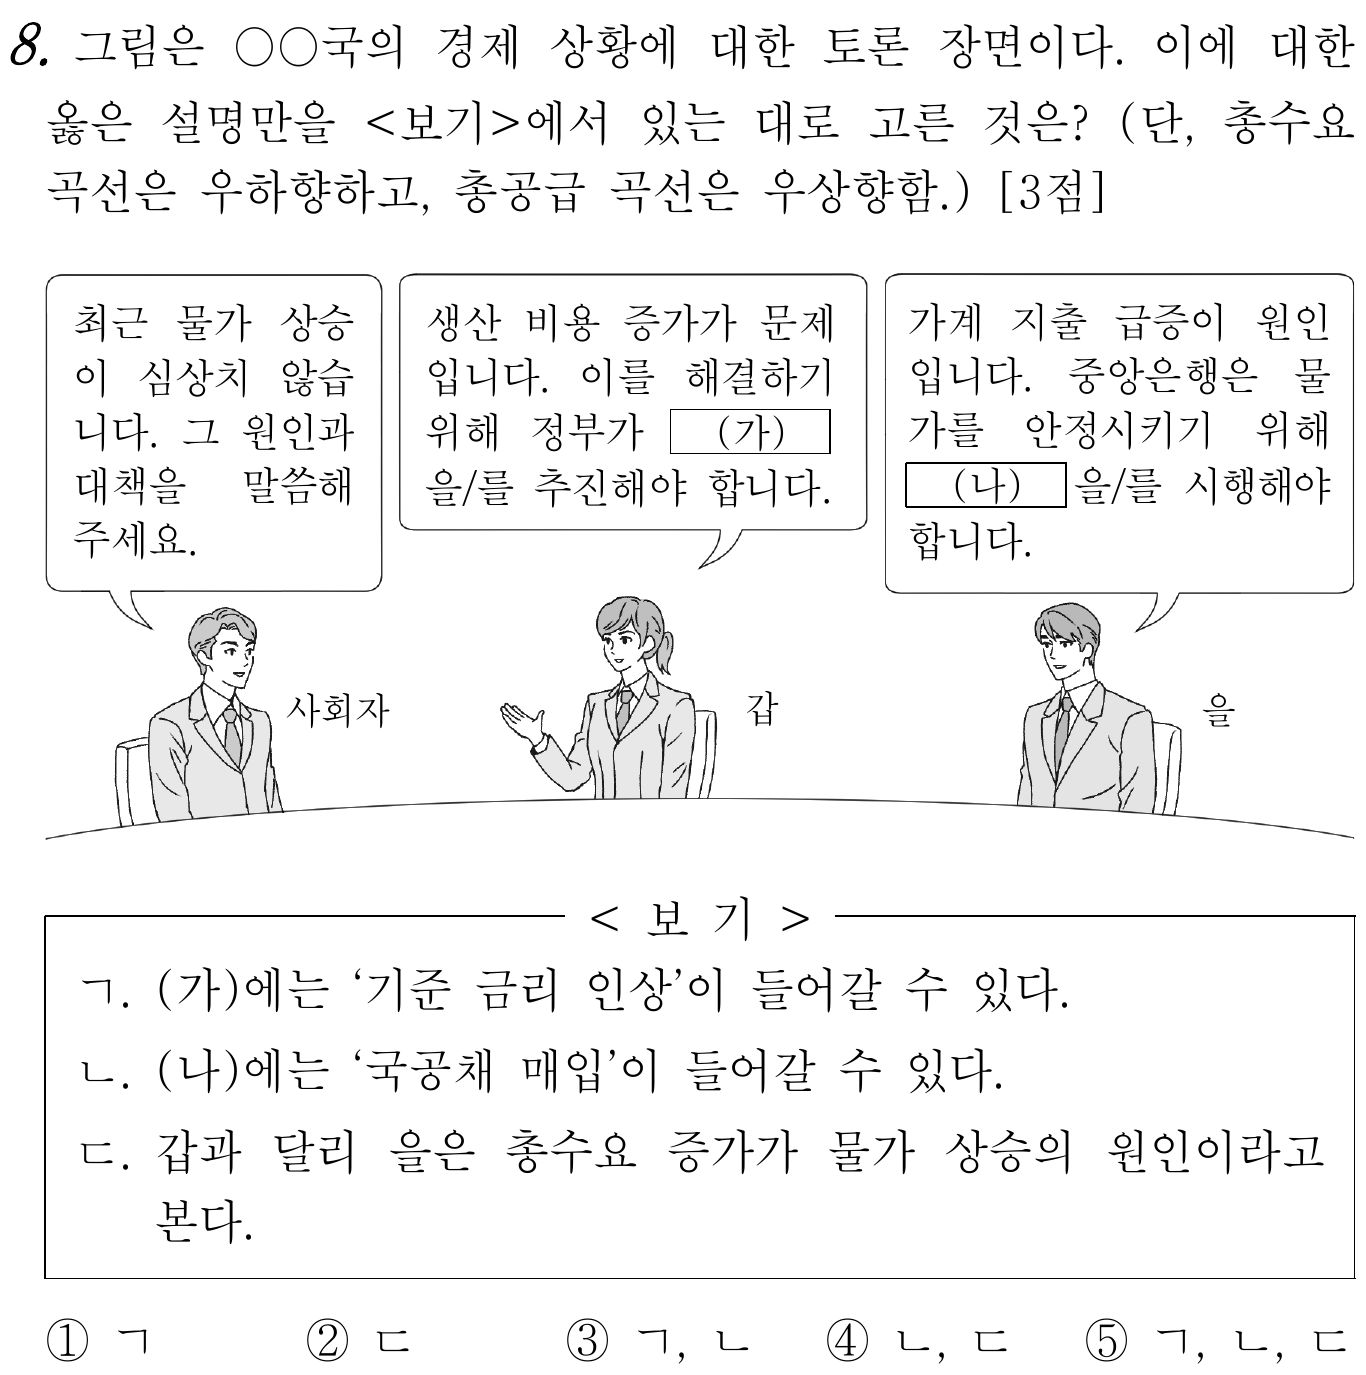 8. 그림은 ○○국의 경제 상황에 대한 토론 장면이다. 이에 대한
옳은 설명만을 <보기>에서 있는 대로 고른 것은? (단, 총수요
곡선은 우하향하고, 총공급 곡선은 우상향함.) [3점]
최근 물가 상승
이 심상치 않습
니다. 그 원인과
대책을 말씀해
주세요.
생산 비용 증가가 문제
입니다. 이를 해결하기
위해 정부가 (가)
을/를 추진해야 합니다.
가계 지출 급증이 원인
입니다. 중앙은행은 물
가를 안정시키기 위해
(나) 을/를 시행해야
합니다.
사회자
갑
을
< 보 기 >
ㄱ. (가)에는 ‘기준 금리 인상’이 들어갈 수 있다.
ㄴ. (나)에는 ‘국공채 매입’이 들어갈 수 있다.
ㄷ. 갑과 달리 을은 총수요 증가가 물가 상승의 원인이라고
본다.
① ㄱ ② ㄷ ③ ㄱ, ㄴ ④ ㄴ, ㄷ ⑤ ㄱ, ㄴ, ㄷ